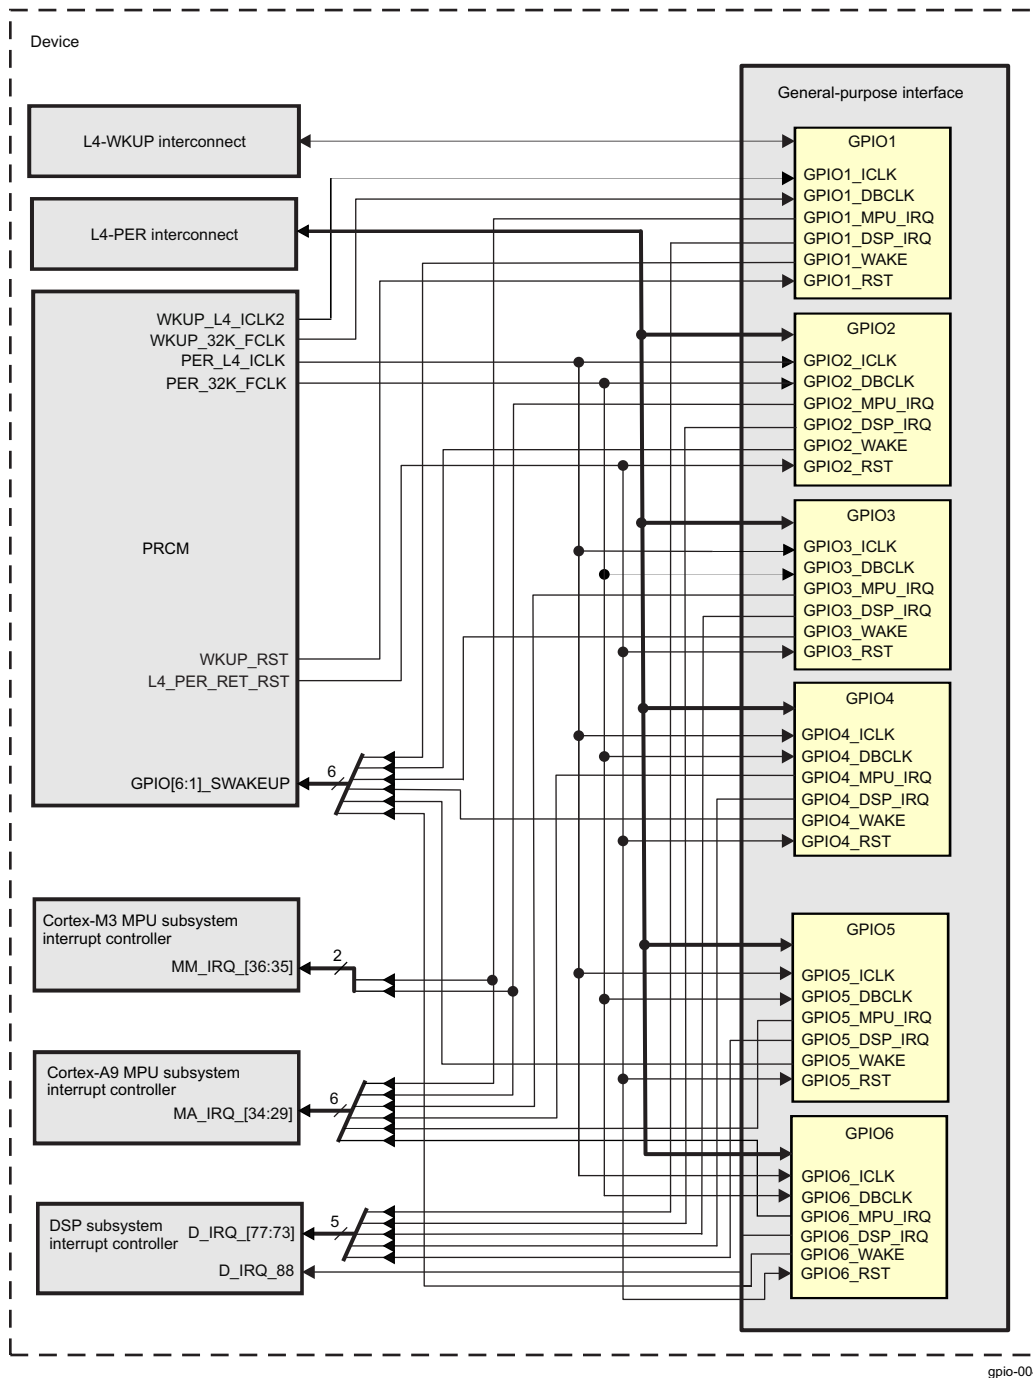 Device
General-purpose interface
L4-WKUP interconnect
L4-PER interconnect
WKUP_L4_ICLK2
WKUP_32K_FCLK
PER_L4_ICLK
PER_32K_FCLK
PRCM
WKUP_RST
L4_PER_RET_RST
GPIO[6:1]_SWAKEUP
6
Cortex-M3 MPU subsystem
interrupt controller
MM_IRQ_[36:35]
2
Cortex-A9 MPU subsystem
interrupt controller
MA_IRQ_[34:29]
6
DSP subsystem
interrupt controller
D_IRQ_[77:73]
5
D_IRQ_88
GPIO1
GPIO1_ICLK
GPIO1_DBCLK
GPIO1_MPU_IRQ
GPIO1_DSP_IRQ
GPIO1_WAKE
GPIO1_RST
GPIO2
GPIO2_ICLK
GPIO2_DBCLK
GPIO2_MPU_IRQ
GPIO2_DSP_IRQ
GPIO2_WAKE
GPIO2_RST
GPIO3
GPIO3_ICLK
GPIO3_DBCLK
GPIO3_MPU_IRQ
GPIO3_DSP_IRQ
GPIO3_WAKE
GPIO3_RST
GPIO4
GPIO4_ICLK
GPIO4_DBCLK
GPIO4_MPU_IRQ
GPIO4_DSP_IRQ
GPIO4_WAKE
GPIO4_RST
GPIO5
GPIO5_ICLK
GPIO5_DBCLK
GPIO5_MPU_IRQ
GPIO5_DSP_IRQ
GPIO5_WAKE
GPIO5_RST
GPIO6
GPIO6_ICLK
GPIO6_DBCLK
GPIO6_MPU_IRQ
GPIO6_DSP_IRQ
GPIO6_WAKE
GPIO6_RST
gpio-00